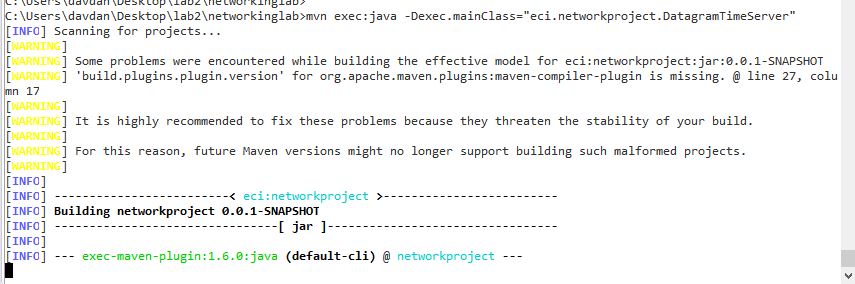 C:\Users\davdan\Desktop\lab2\networkinglab>
C:\Users\davdan\Desktop\lab2\networkinglab>mvn exec:java -Dexec.mainClass="eci.networkproject.DatagramTimeServer"
[INFO] Scanning for projects...
[WARNING]
[WARNING] Some problems were encountered while building the effective model for eci:networkproject:jar:0.0.1-SNAPSHOT
[WARNING] 'build.plugins.plugin.version' for org.apache.maven.plugins:maven-compiler-plugin is missing. @ line 27, colu
mn 17
[WARNING]
[WARNING] It is highly recommended to fix these problems because they threaten the stability of your build.
[WARNING]
[WARNING] For this reason, future Maven versions might no longer support building such malformed projects.
[WARNING]
[INFO]
[INFO] -------------------------< eci:networkproject >-------------------------
[INFO] Building networkproject 0.0.1-SNAPSHOT
[INFO] --------------------------------[ jar ]---------------------------------
[INFO]
[INFO] --- exec-maven-plugin:1.6.0:java (default-cli) @ networkproject ---